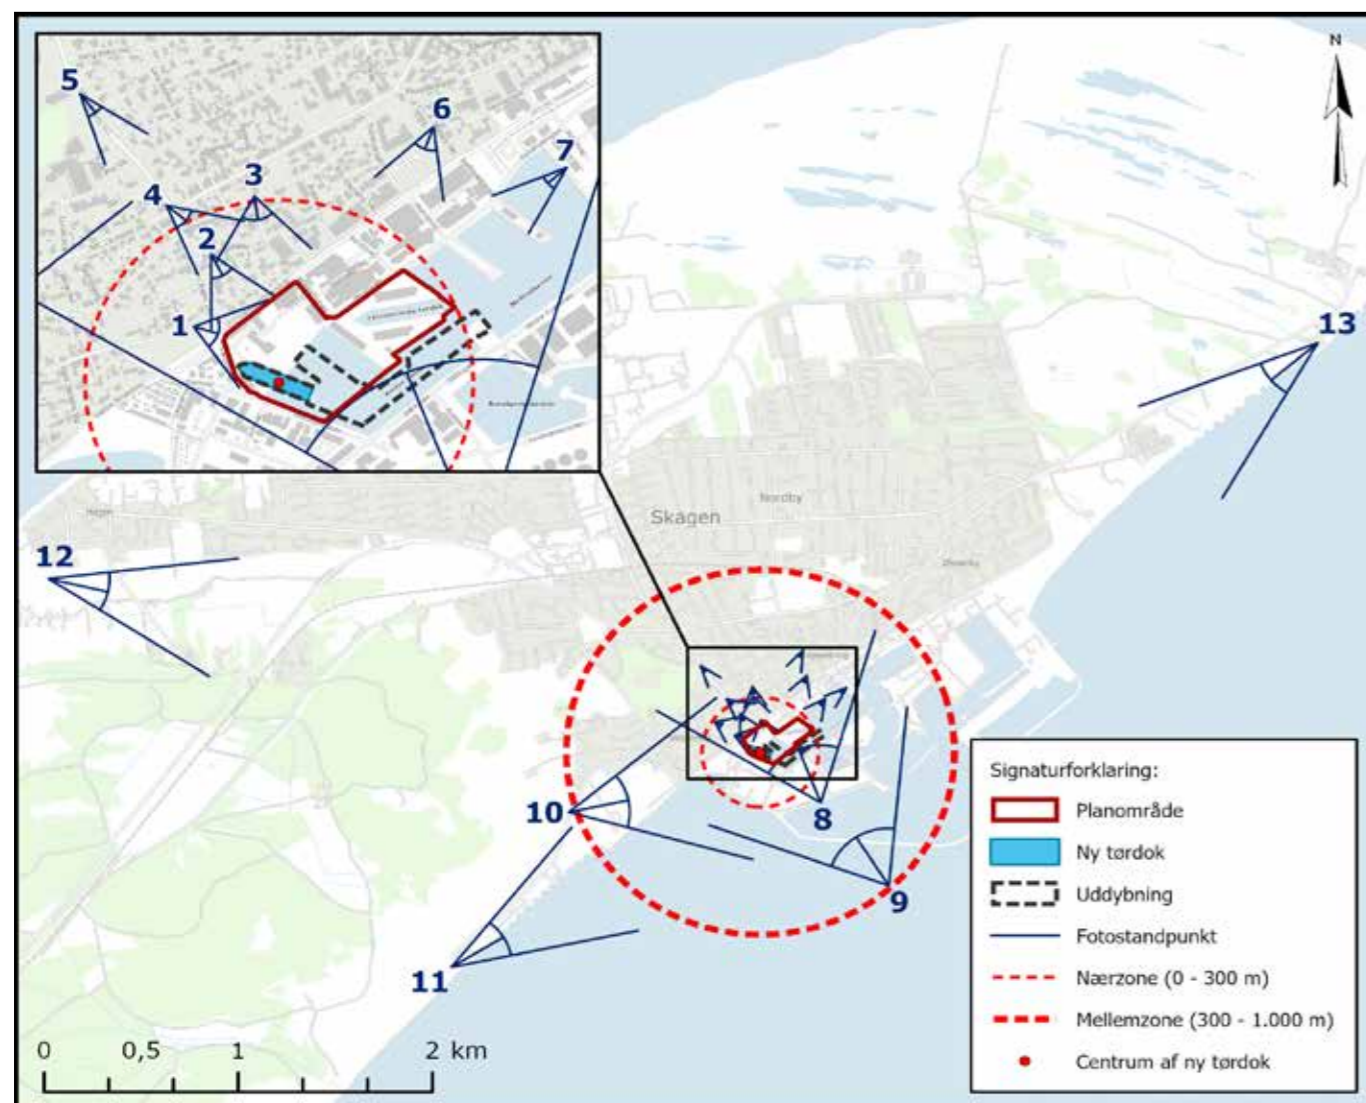 N
5
6
7
4
3
2
1
13
Skagen
Nordby
12
10
8
9
11
0 0,5 1 2 km
Signaturforklaring:
Planområde
Ny tørdok
Uddybning
Fotostandpunkt
Nærzone (0 - 300 m)
Mellemzone (300 - 1.000 m)
Centrum af ny tørdok